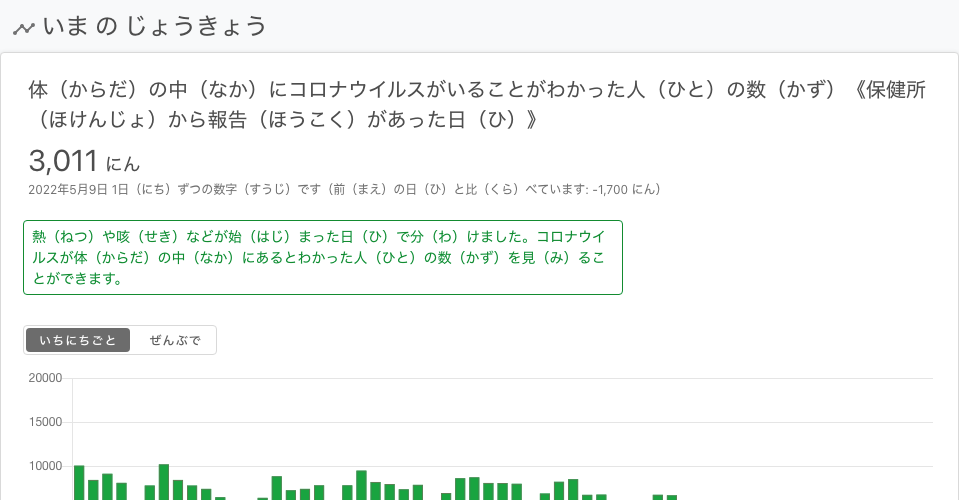 いま の じょうきょう
体（からだ）の中（なか）にコロナウイルスがいることがわかった人（ひと）の数（かず）《保健所
（ほけんじょ）から報告（ほうこく）があった日（ひ）》
3,011 にん
2022年5月9日 1日（にち）ずつの数字（すうじ）です（前（まえ）の日（ひ）と比（くら）べています: -1,700 にん）
熱（ねつ）や咳（せき）などが始（はじ）まった日（ひ）で分（わ）けました。コロナウイ
ルスが体（からだ）の中（なか）にあるとわかった人（ひと）の数（かず）を見（み）るこ
とができます。
いちにちごと ぜんぶで
20000
15000
10000